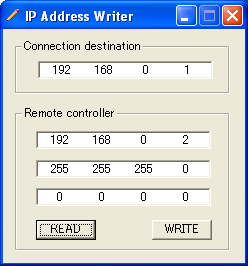 IP Address Writer
Connection destination
192 168 0 1
Remote controller
192 168 0 2
255 255 255 0
0 0 0 0
READ WRITE